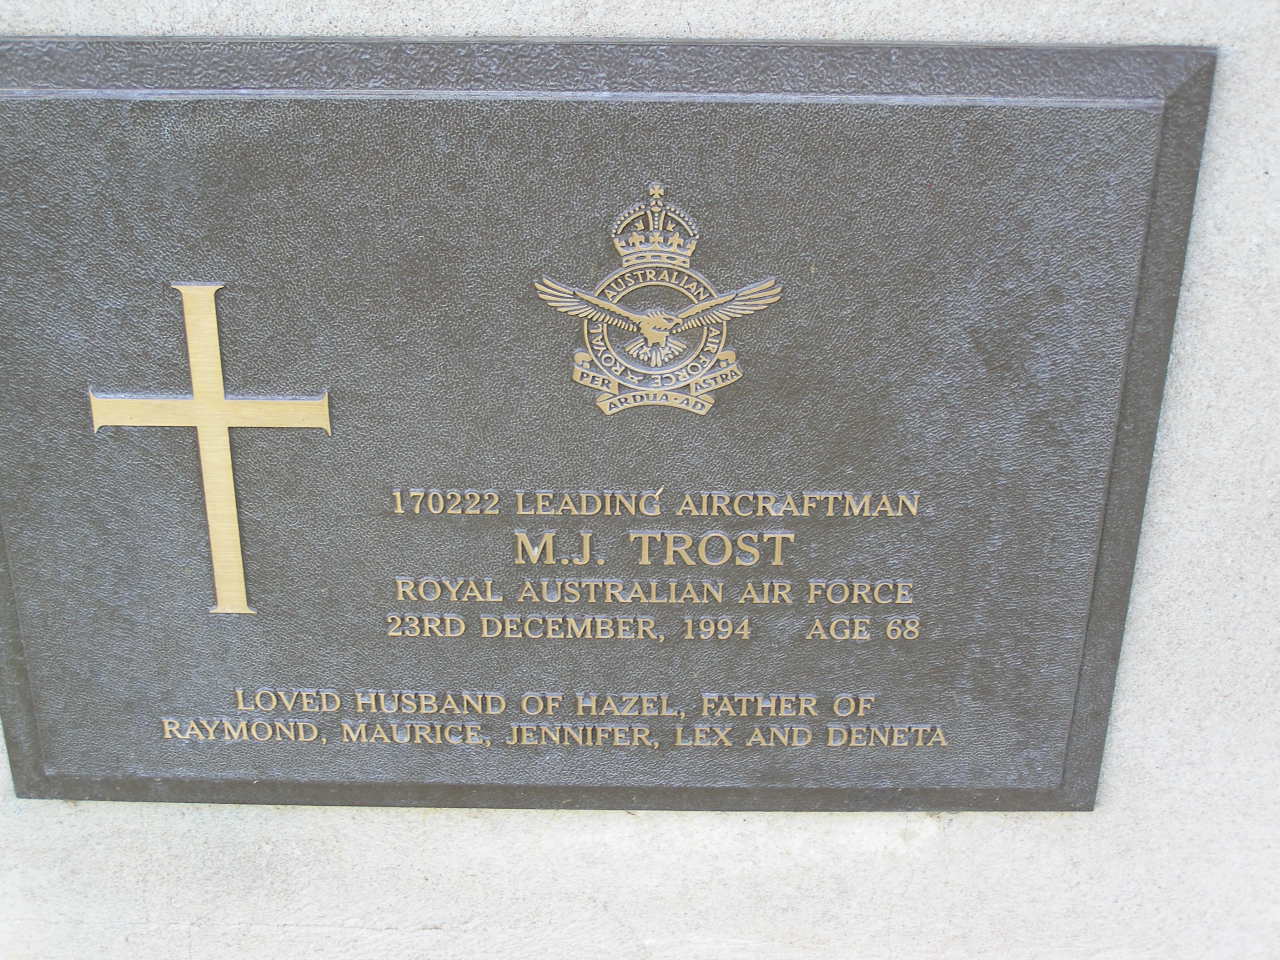 ROYAL AUSTRALIAN AIR FORCE
PER ARDUA·AD ASTRA
170222 LEADING AIRCRAFTMAN
M.J. TROST
ROYAL AUSTRALIAN AIR FORCE
23RD DECEMBER, 1994 AGE 68
LOVED HUSBAND OF HAZEL, FATHER OF
RAYMOND, MAURICE, JENNIFER, LEX AND DENETA